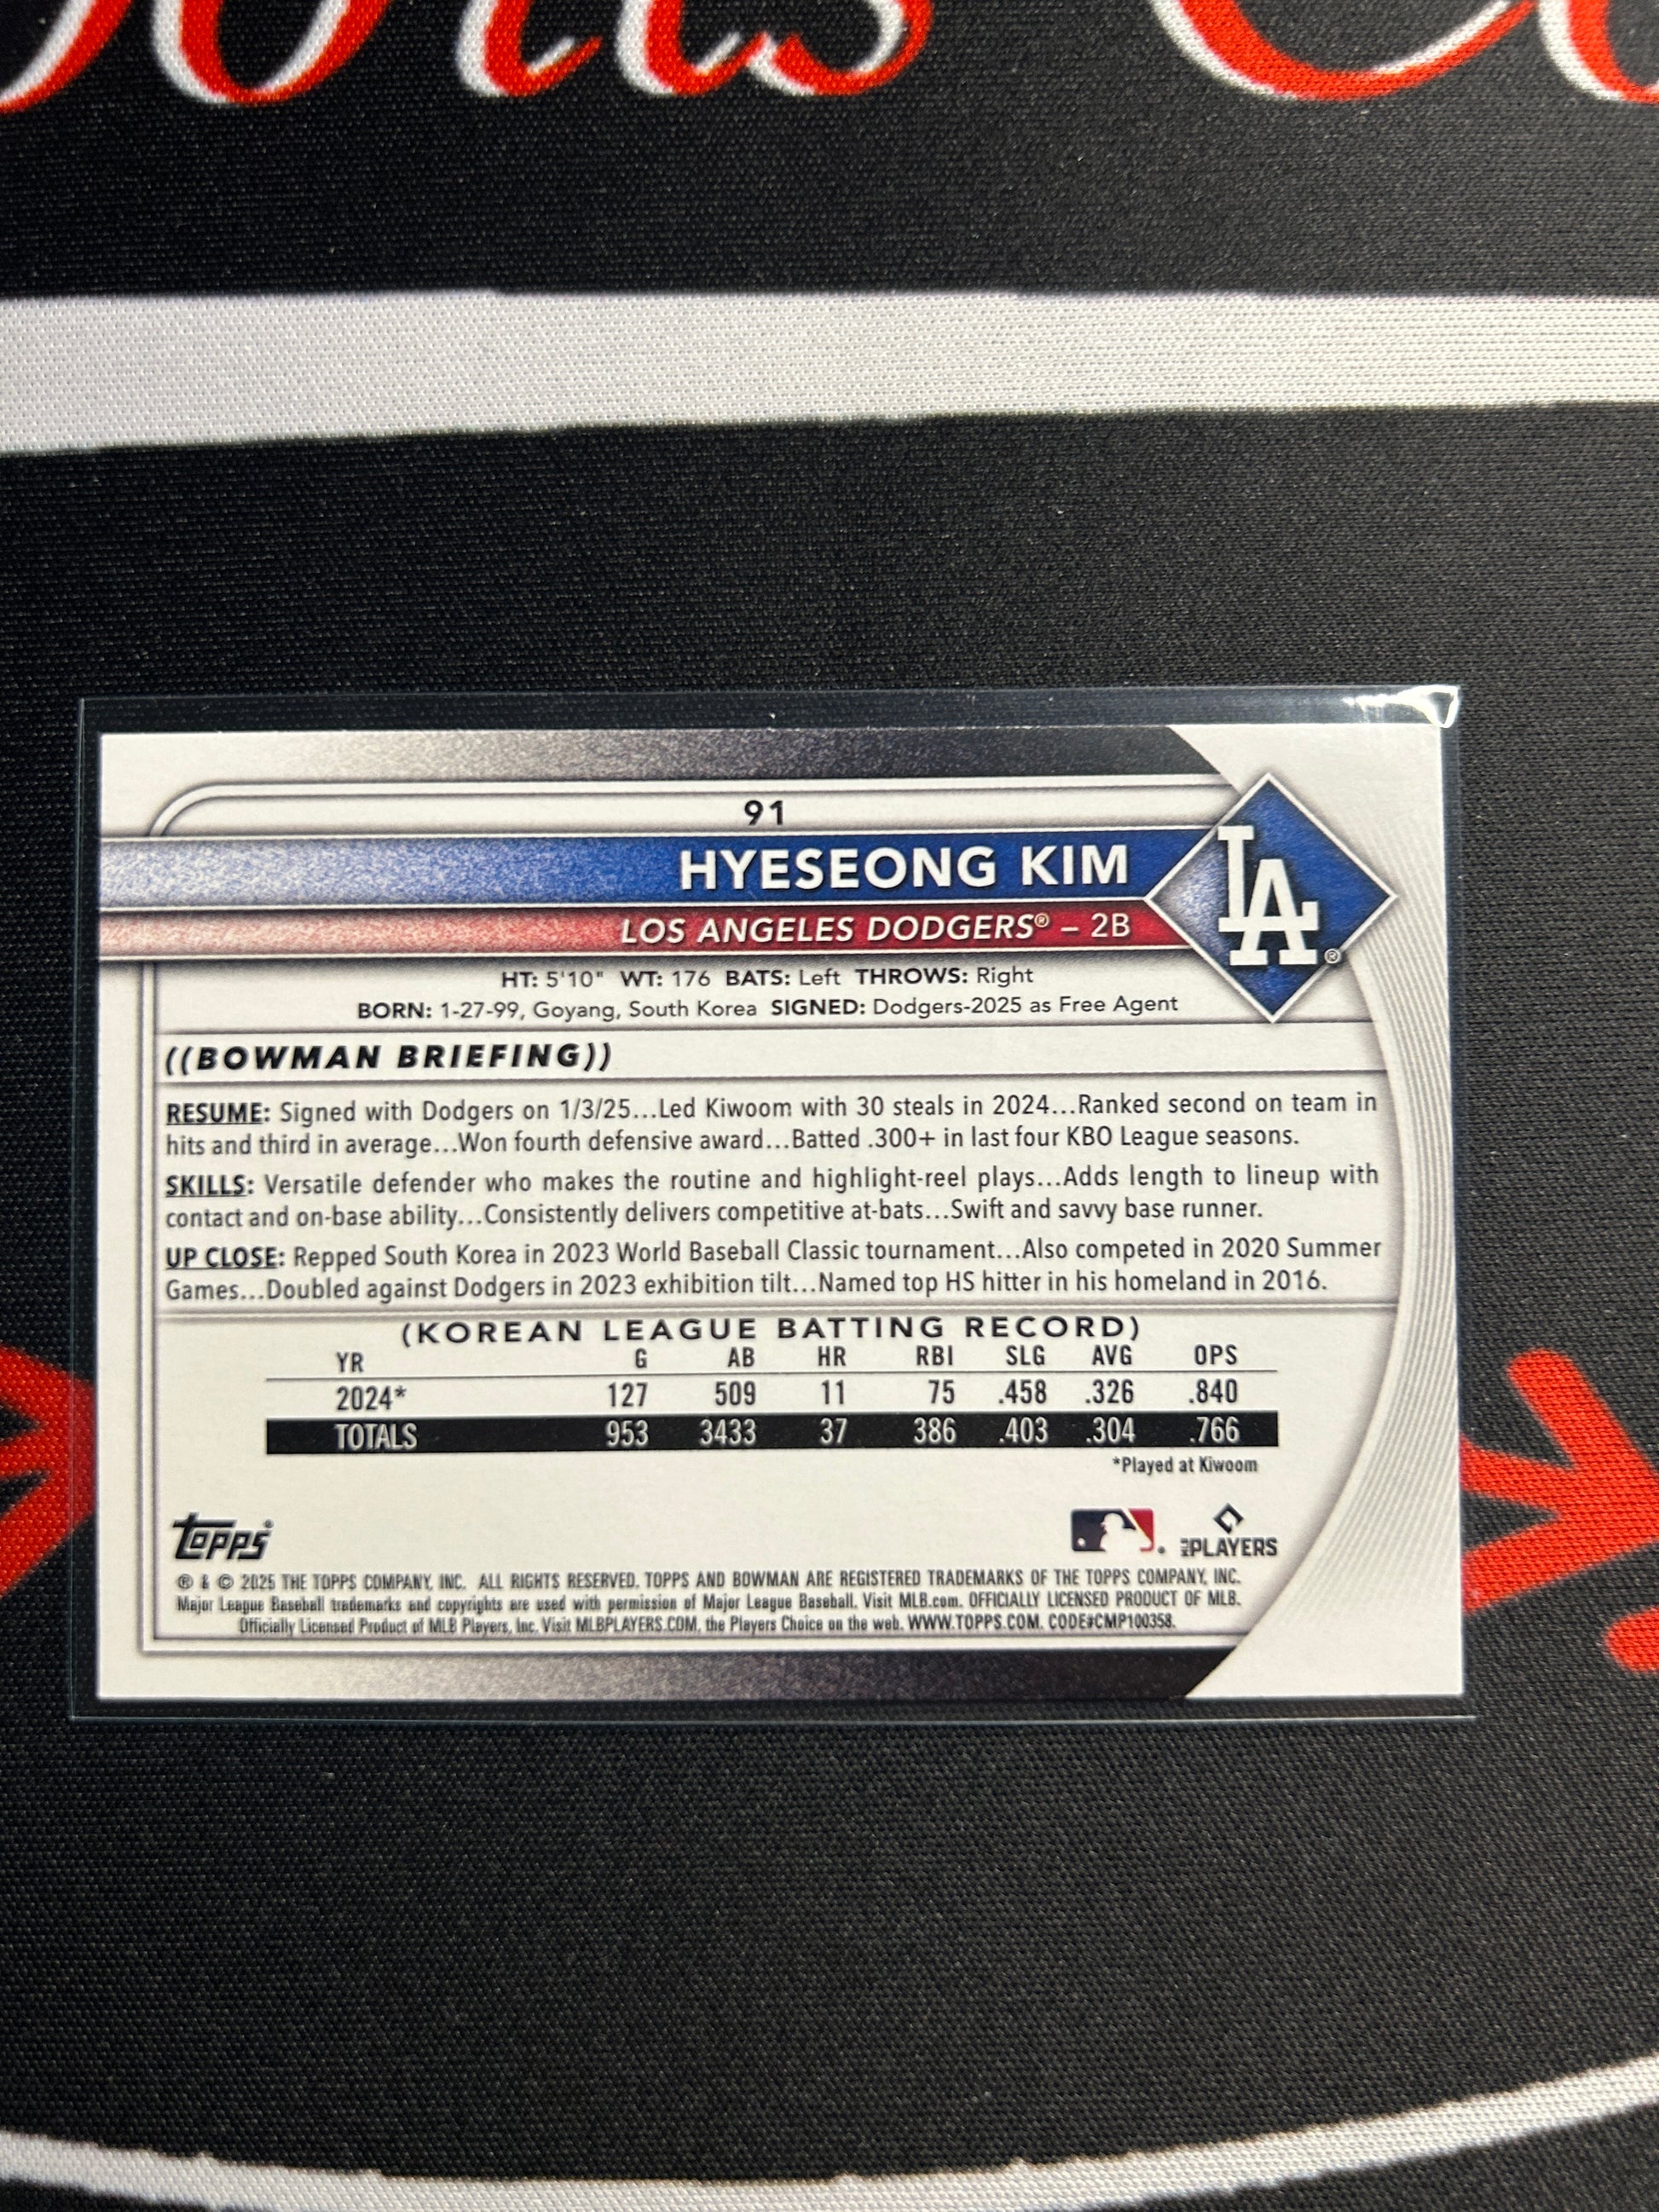 91
HYESEONG KIM
LOS ANGELES DODGERS® – 2B
LA ®
HT: 5'10" WT: 176 BATS: Left THROWS: Right
BORN: 1-27-99, Goyang, South Korea SIGNED: Dodgers-2025 as Free Agent
((BOWMAN BRIEFING))
RESUME: Signed with Dodgers on 1/3/25...Led Kiwoom with 30 steals in 2024...Ranked second on team in
hits and third in average...Won fourth defensive award...Batted .300+ in last four KBO League seasons.
SKILLS: Versatile defender who makes the routine and highlight-reel plays...Adds length to lineup with
contact and on-base ability...Consistently delivers competitive at-bats...Swift and savvy base runner.
UP CLOSE: Repped South Korea in 2023 World Baseball Classic tournament...Also competed in 2020 Summer
Games...Doubled against Dodgers in 2023 exhibition tilt...Named top HS hitter in his homeland in 2016.
(KOREAN LEAGUE BATTING RECORD)
YR G AB HR RBI SLG AVG OPS
2024* 127 509 11 75 .458 .326 .840
TOTALS 953 3433 37 386 .403 .304 .766
*Played at Kiwoom
topps
MLB PLAYERS
® & © 2025 THE TOPPS COMPANY, INC. ALL RIGHTS RESERVED. TOPPS AND BOWMAN ARE REGISTERED TRADEMARKS OF THE TOPPS COMPANY, INC.
Major League Baseball trademarks and copyrights are used with permission of Major League Baseball. Visit MLB.com. OFFICIALLY LICENSED PRODUCT OF MLB.
Officially Licensed Product of MLB Players, Inc. Visit MLBPLAYERS.COM, the Players Choice on the web. WWW.TOPPS.COM. CODE#CMP100358.